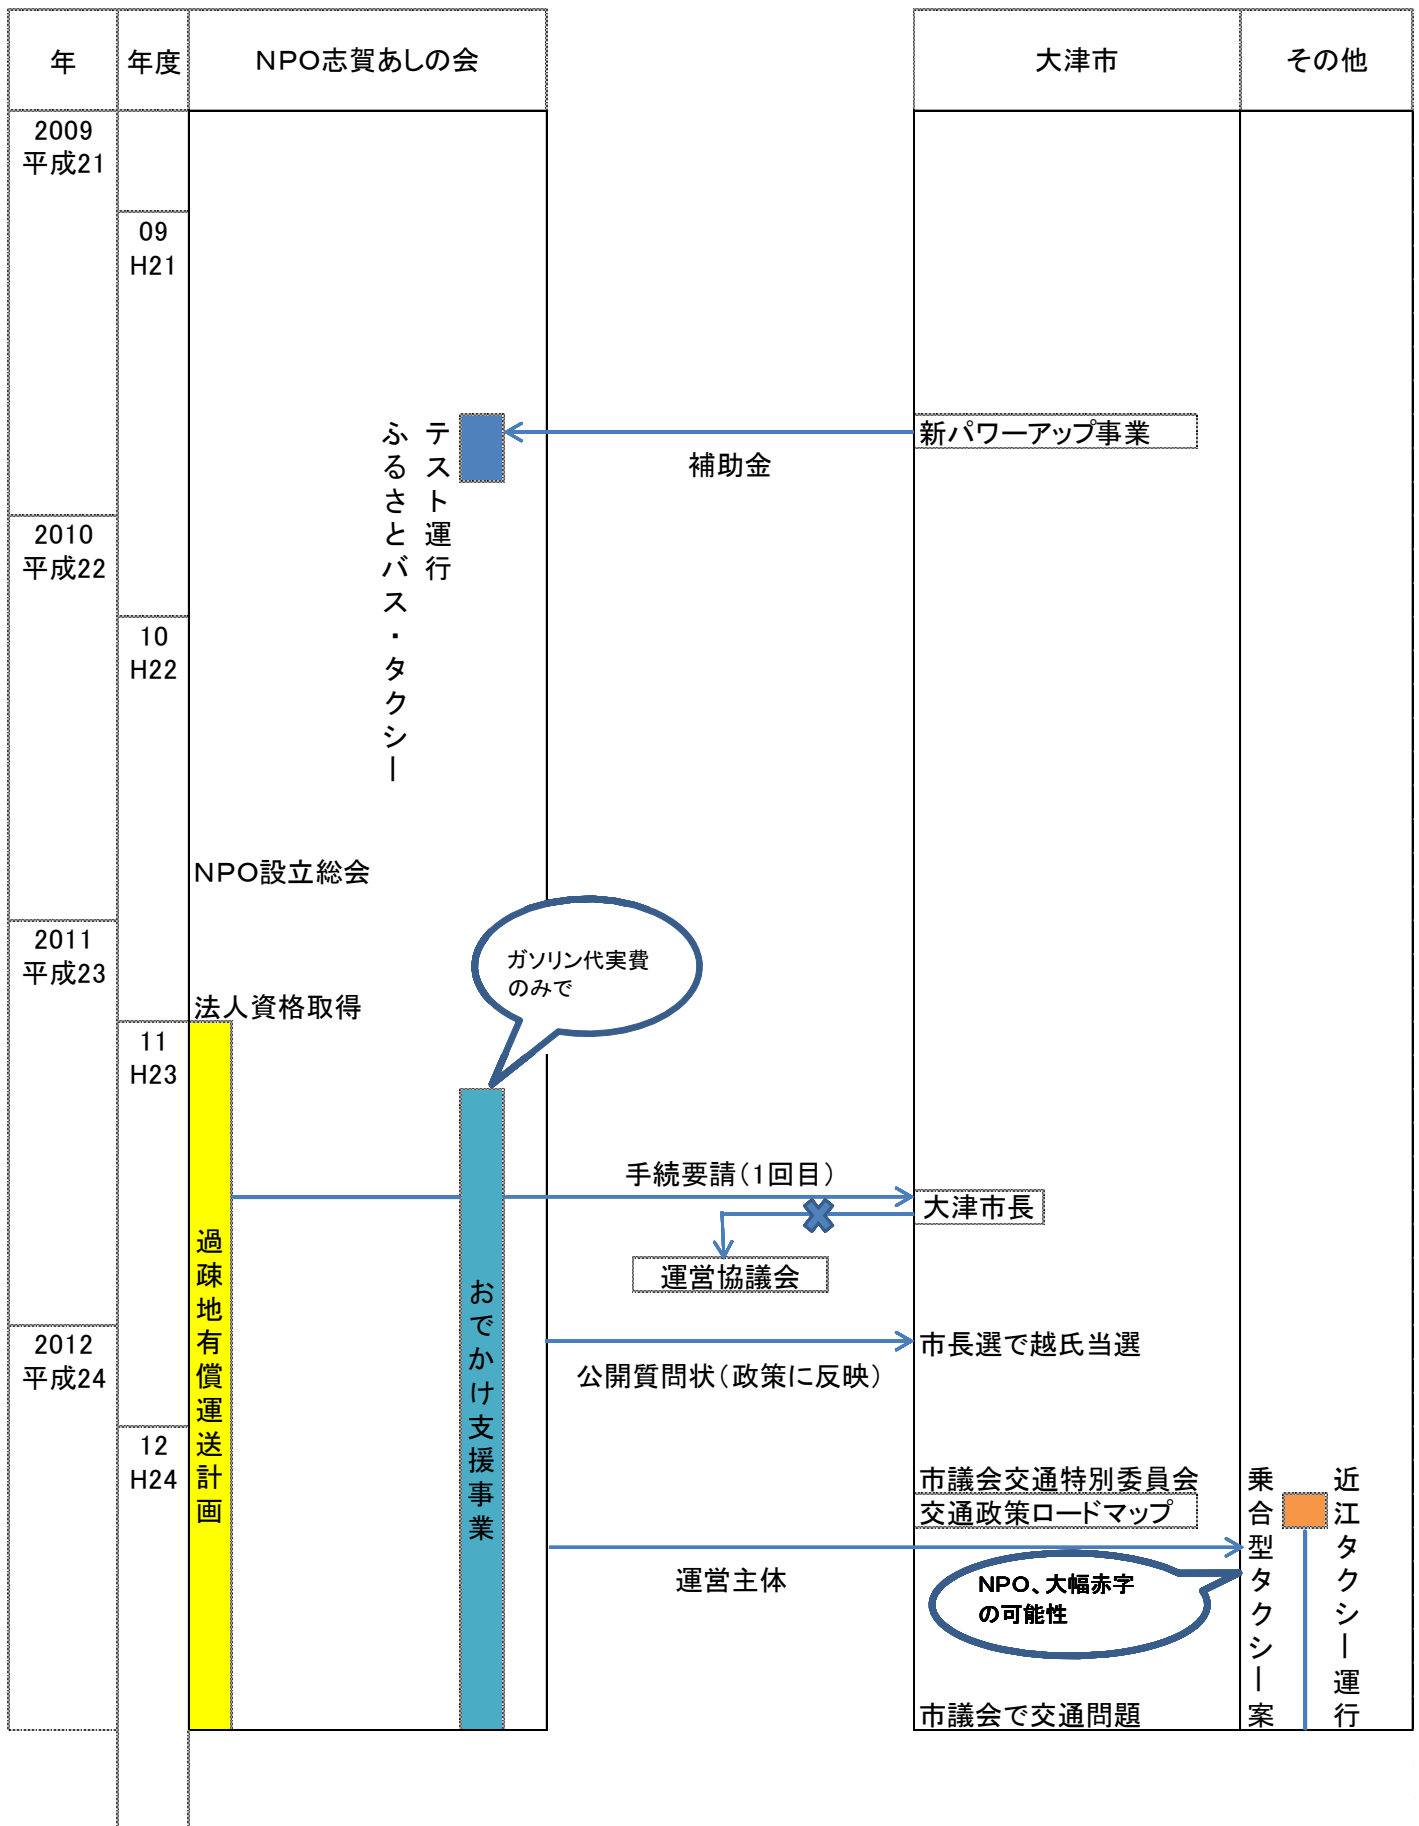 年
年度
NPO志賀あしの会
大津市
その他
2009
平成21
09
H21
テスト運行
ふるさとバス・タクシー
補助金
新パワーアップ事業
2010
平成22
10
H22
NPO設立総会
2011
平成23
ガソリン代実費
のみで
法人資格取得
11
H23
手続要請(1回目)
大津市長
運営協議会
過疎地有償運送計画
おでかけ支援事業
2012
平成24
市長選で越氏当選
公開質問状(政策に反映)
12
H24
市議会交通特別委員会
交通政策ロードマップ
乗合型タクシー案
近江タクシー運行
運営主体
NPO、大幅赤字
の可能性
市議会で交通問題